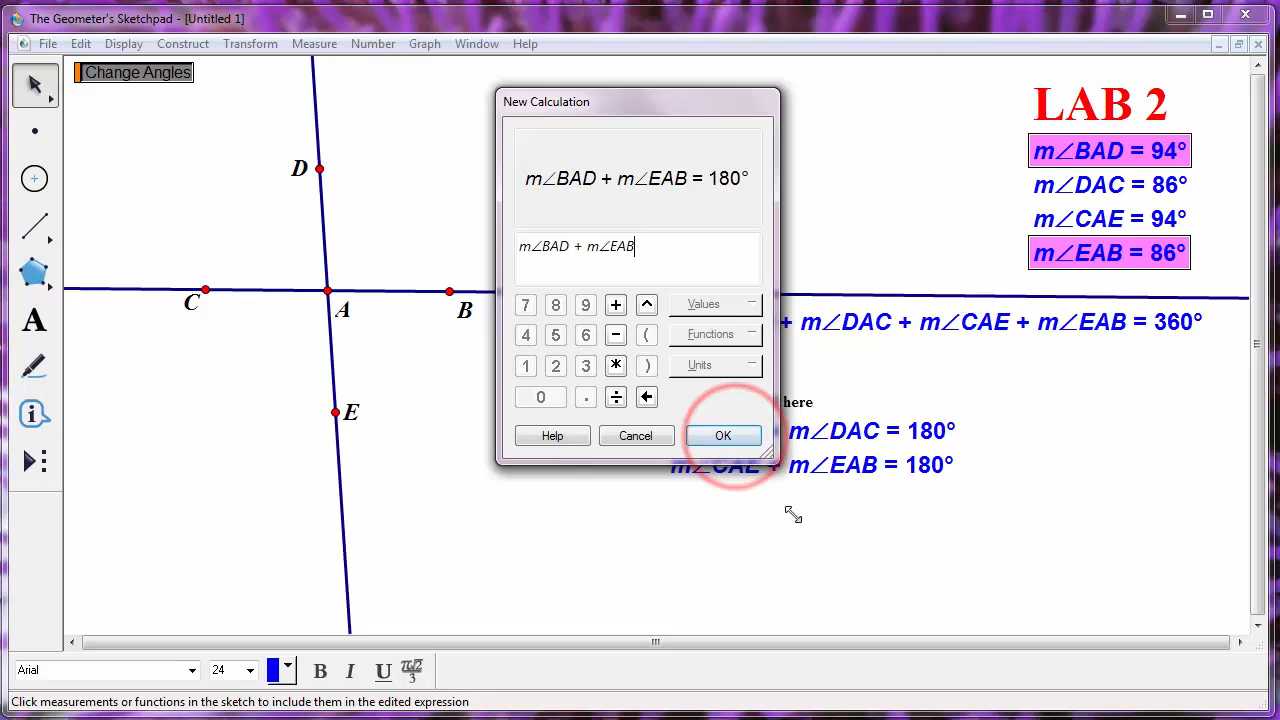 The Geometer's Sketchpad - [Untitled 1]
File Edit Display Construct Transform Measure Number Graph Window Help
Change Angles
D
C
A
B
E
LAB 2
m∠BAD = 94°
m∠DAC = 86°
m∠CAE = 94°
m∠EAB = 86°
+ m∠DAC + m∠CAE + m∠EAB = 360°
here
m∠DAC = 180°
m∠CAE + m∠EAB = 180°
New Calculation
m∠BAD + m∠EAB = 180°
m∠BAD + m∠EAB
7 8 9 + ^ Values
4 5 6 - ( Functions
1 2 3 * ) Units
0 . ÷ ←
Help Cancel OK
A
Arial 24 B I U π√2/3
Click measurements or functions in the sketch to include them in the edited expression